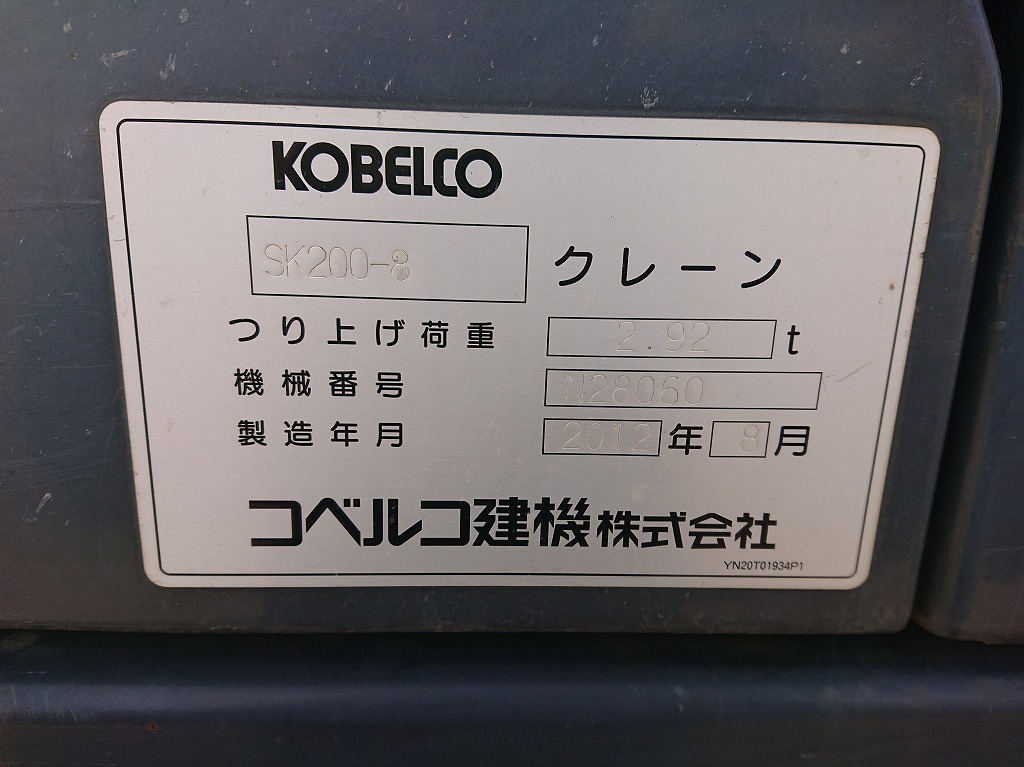 KOBELCO
SK200-8 クレーン
つり上げ荷重 2.92 t
機械番号 N28060
製造年月 2012 年 8 月
コベルコ建機株式会社
YN20T01934P1